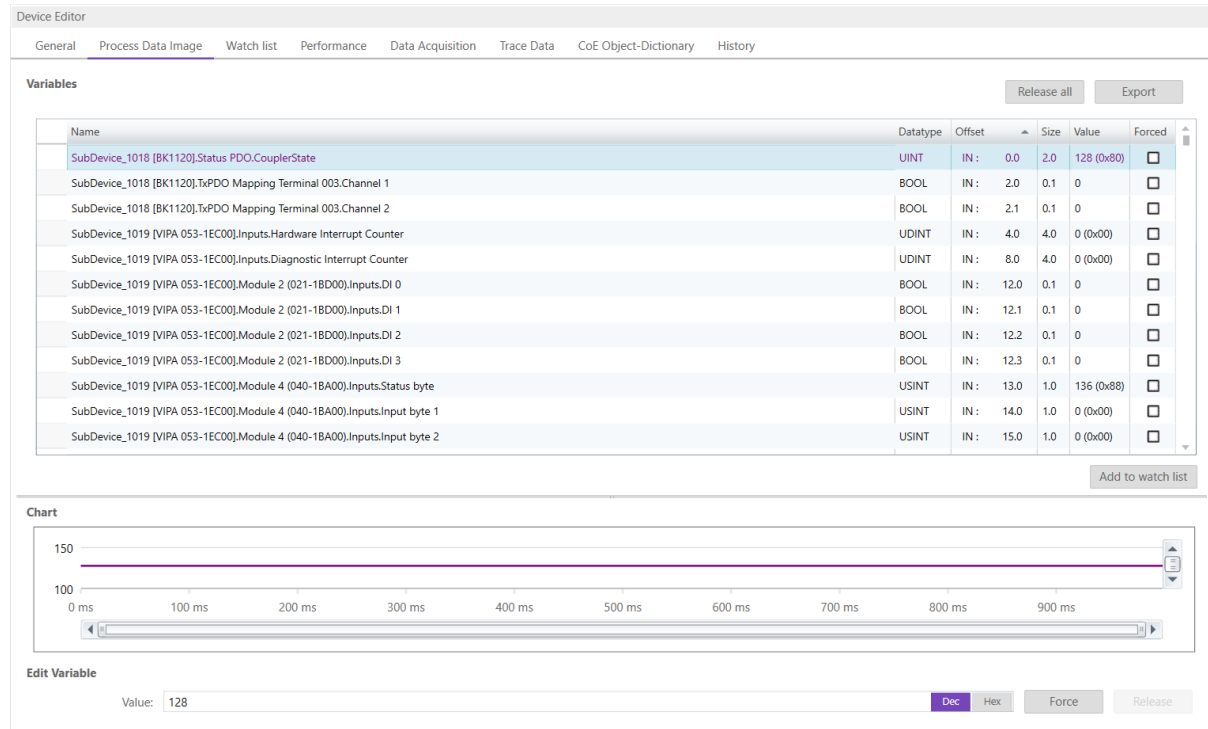 Device Editor
General Process Data Image Watch list Performance Data Acquisition Trace Data CoE Object-Dictionary History
Variables
Release all Export
Name Datatype Offset Size Value Forced
SubDevice_1018 [BK1120].Status PDO.CouplerState UINT IN : 0.0 2.0 128 (0x80)
SubDevice_1018 [BK1120].TxPDO Mapping Terminal 003.Channel 1 BOOL IN : 2.0 0.1 0
SubDevice_1018 [BK1120].TxPDO Mapping Terminal 003.Channel 2 BOOL IN : 2.1 0.1 0
SubDevice_1019 [VIPA 053-1EC00].Inputs.Hardware Interrupt Counter UDINT IN : 4.0 4.0 0 (0x00)
SubDevice_1019 [VIPA 053-1EC00].Inputs.Diagnostic Interrupt Counter UDINT IN : 8.0 4.0 0 (0x00)
SubDevice_1019 [VIPA 053-1EC00].Module 2 (021-1BD00).Inputs.DI 0 BOOL IN : 12.0 0.1 0
SubDevice_1019 [VIPA 053-1EC00].Module 2 (021-1BD00).Inputs.DI 1 BOOL IN : 12.1 0.1 0
SubDevice_1019 [VIPA 053-1EC00].Module 2 (021-1BD00).Inputs.DI 2 BOOL IN : 12.2 0.1 0
SubDevice_1019 [VIPA 053-1EC00].Module 2 (021-1BD00).Inputs.DI 3 BOOL IN : 12.3 0.1 0
SubDevice_1019 [VIPA 053-1EC00].Module 4 (040-1BA00).Inputs.Status byte USINT IN : 13.0 1.0 136 (0x88)
SubDevice_1019 [VIPA 053-1EC00].Module 4 (040-1BA00).Inputs.Input byte 1 USINT IN : 14.0 1.0 0 (0x00)
SubDevice_1019 [VIPA 053-1EC00].Module 4 (040-1BA00).Inputs.Input byte 2 USINT IN : 15.0 1.0 0 (0x00)
Add to watch list
Chart
150
100
0 ms 100 ms 200 ms 300 ms 400 ms 500 ms 600 ms 700 ms 800 ms 900 ms
Edit Variable
Value: 128 Dec Hex Force Release